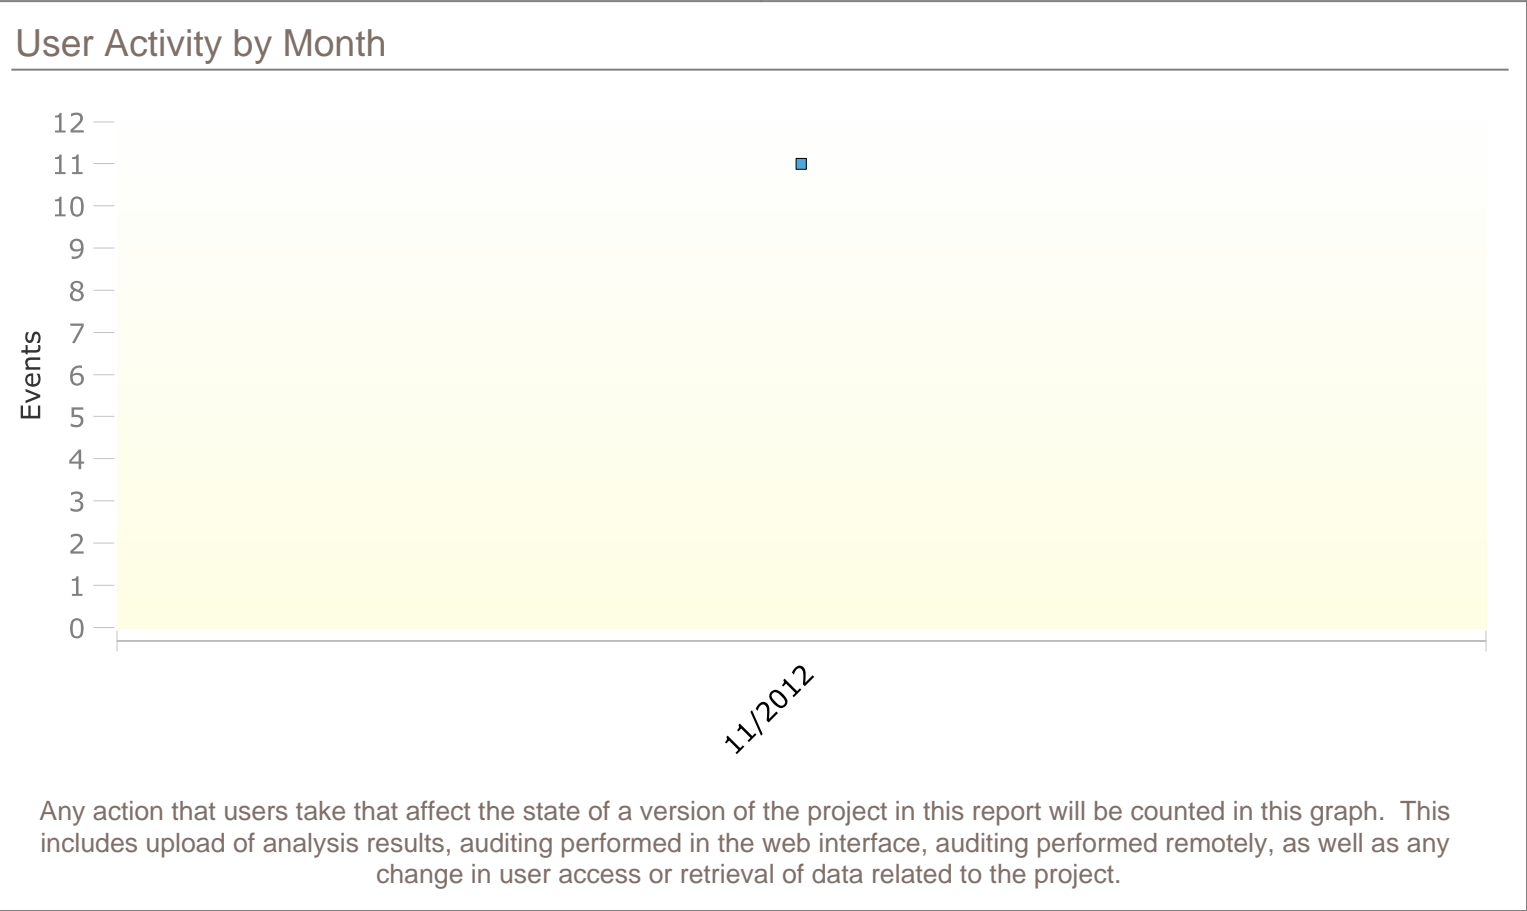 User Activity by Month
12
11
10
9
8
7
6
5
4
3
2
1
0
Events
11/2012
Any action that users take that affect the state of a version of the project in this report will be counted in this graph.  This
includes upload of analysis results, auditing performed in the web interface, auditing performed remotely, as well as any
change in user access or retrieval of data related to the project.